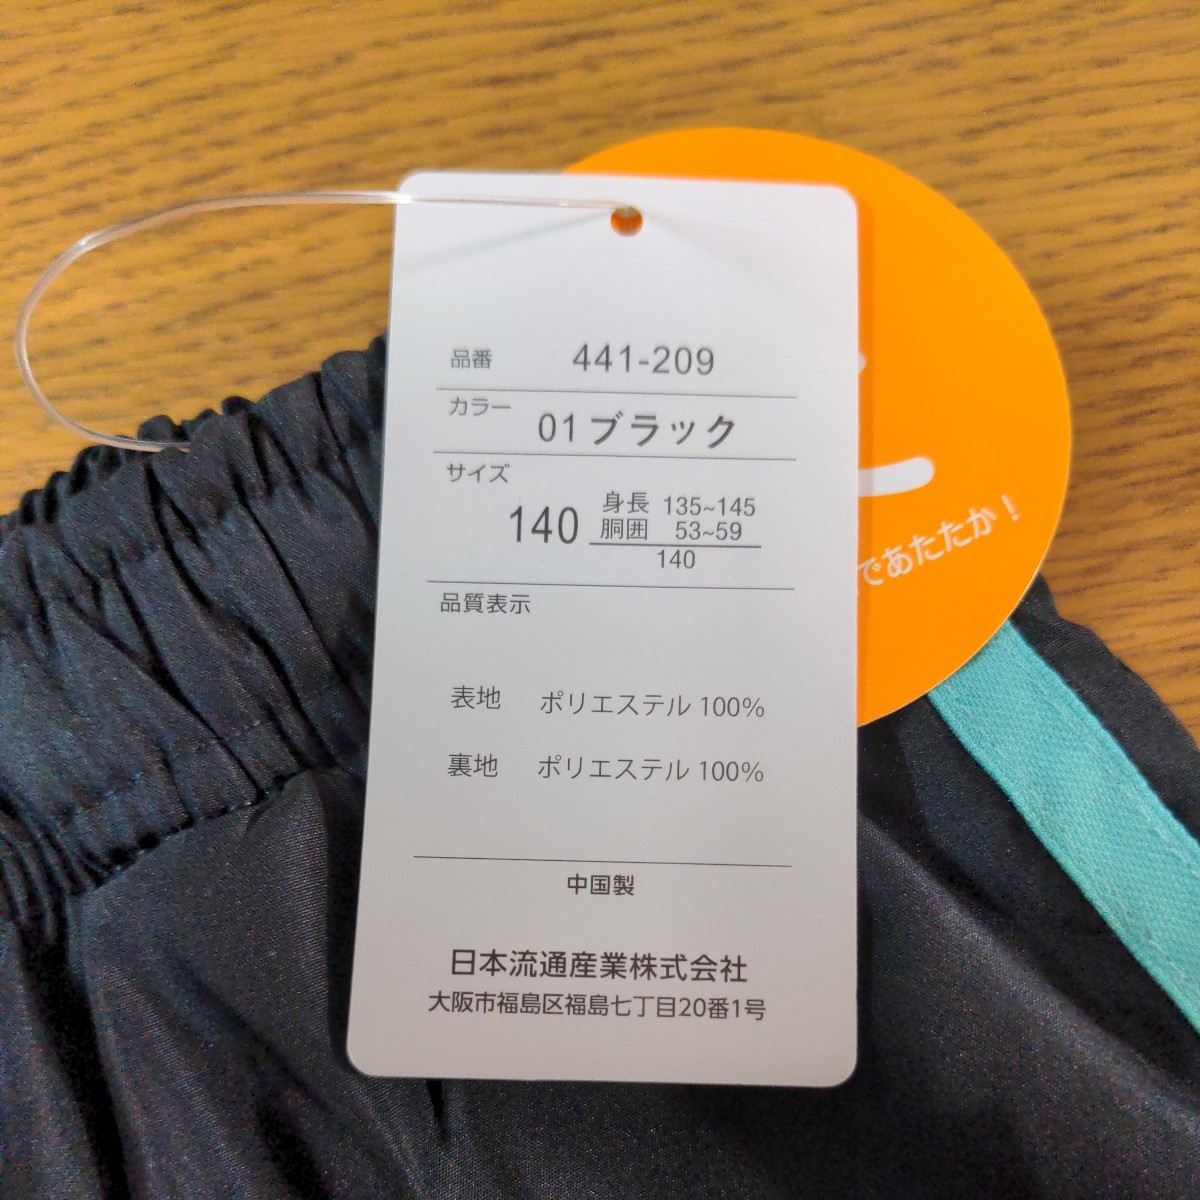 品番 441-209
カラー 01ブラック
サイズ
140 身長 135~145
胴囲 53~59
140
品質表示
表地 ポリエステル 100%
裏地 ポリエステル 100%
中国製
日本流通産業株式会社
大阪市福島区福島七丁目20番1号
であたたか!